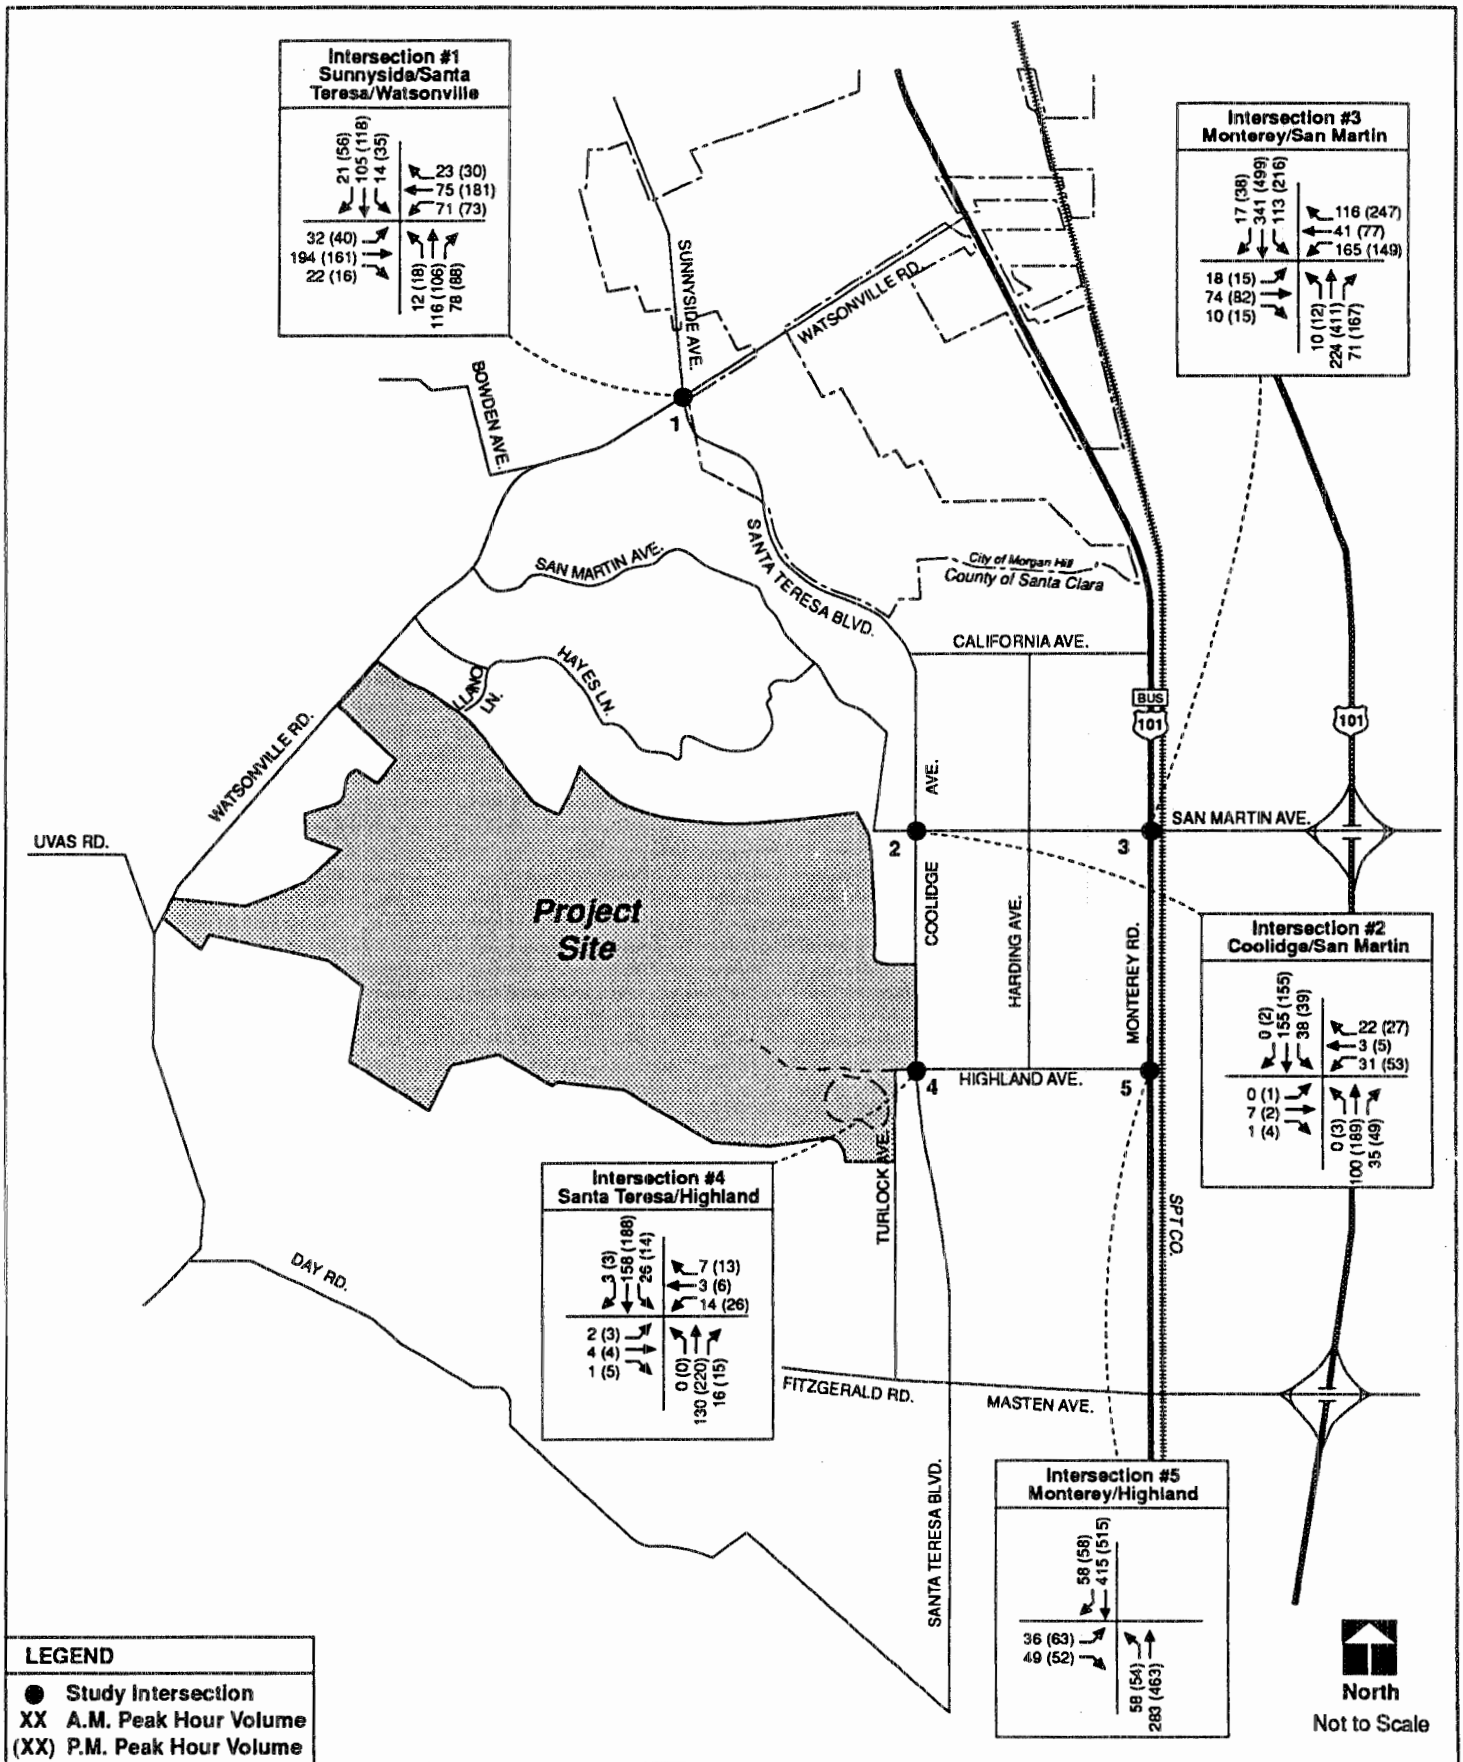 Intersection #1
Sunnyside/Santa
Teresa/Watsonville
21 (56)
105 (118)
14 (35)
23 (30)
75 (181)
71 (73)
32 (40)
194 (161)
22 (16)
12 (18)
116 (106)
78 (88)
Intersection #3
Monterey/San Martin
17 (38)
341 (499)
113 (216)
116 (247)
41 (77)
165 (149)
18 (15)
74 (82)
10 (15)
10 (12)
224 (411)
71 (167)
SUNNYSIDE AVE.
WATSONVILLE RD.
BOWDEN AVE.
1
SANTA TERESA BLVD.
SAN MARTIN AVE.
City of Morgan Hill
County of Santa Clara
CALIFORNIA AVE.
HAYES LN.
LLANO
LN.
BUS
101
101
WATSONVILLE RD.
UVAS RD.
COOLIDGE AVE.
SAN MARTIN AVE.
2
3
HARDING AVE.
MONTEREY RD.
Project
Site
Intersection #2
Coolidge/San Martin
0 (2)
155 (155)
38 (39)
22 (27)
3 (5)
31 (53)
0 (1)
7 (2)
1 (4)
0 (3)
100 (189)
35 (49)
4
HIGHLAND AVE.
5
TURLOCK AVE.
SPT CO.
Intersection #4
Santa Teresa/Highland
3 (3)
158 (188)
26 (14)
7 (13)
3 (6)
14 (26)
2 (3)
4 (4)
1 (5)
0 (0)
130 (220)
16 (15)
DAY RD.
FITZGERALD RD.
MASTEN AVE.
SANTA TERESA BLVD.
Intersection #5
Monterey/Highland
58 (58)
415 (515)
36 (63)
49 (52)
58 (54)
283 (463)
LEGEND
Study Intersection
XX A.M. Peak Hour Volume
(XX) P.M. Peak Hour Volume
North
Not to Scale